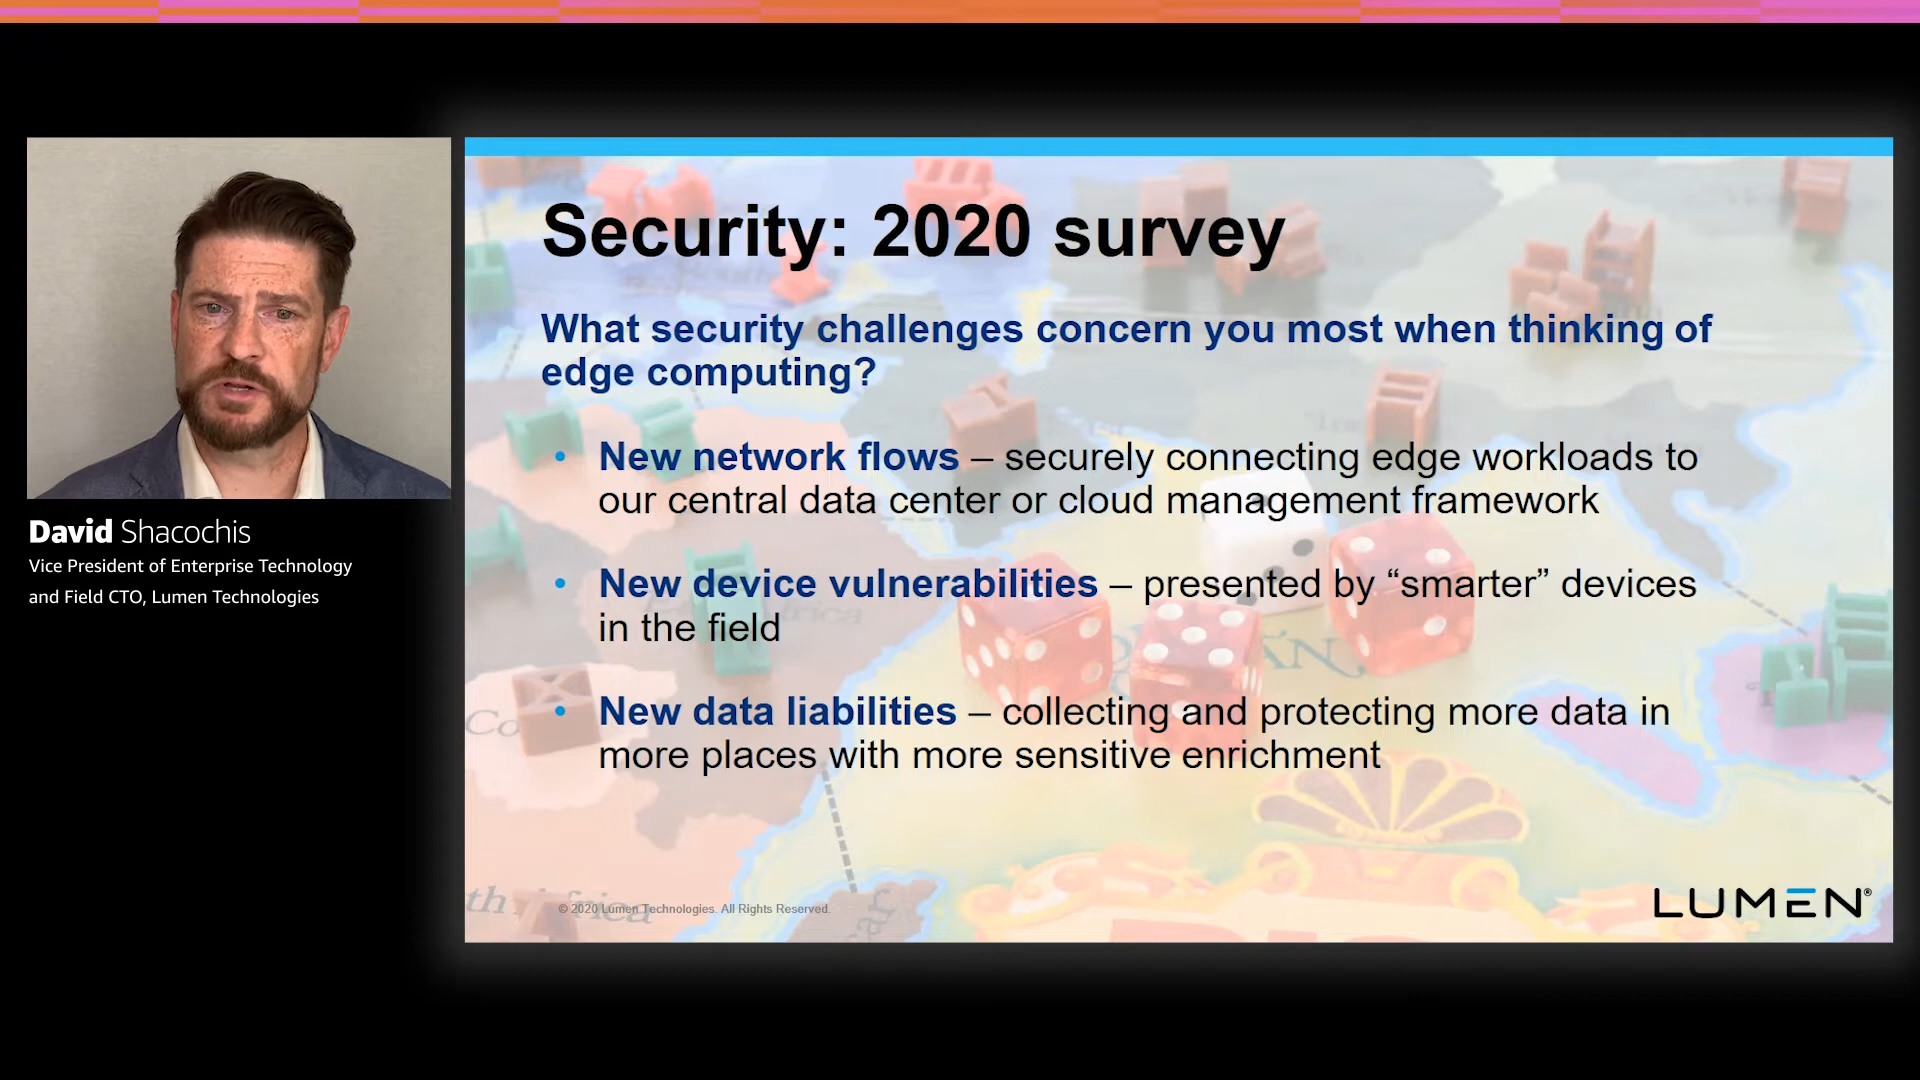 Security: 2020 survey
What security challenges concern you most when thinking of
edge computing?
• New network flows – securely connecting edge workloads to
our central data center or cloud management framework
• New device vulnerabilities – presented by “smarter” devices
in the field
• New data liabilities – collecting and protecting more data in
more places with more sensitive enrichment
© 2020 Lumen Technologies. All Rights Reserved.
LUMEN®
David Shacochis
Vice President of Enterprise Technology
and Field CTO, Lumen Technologies